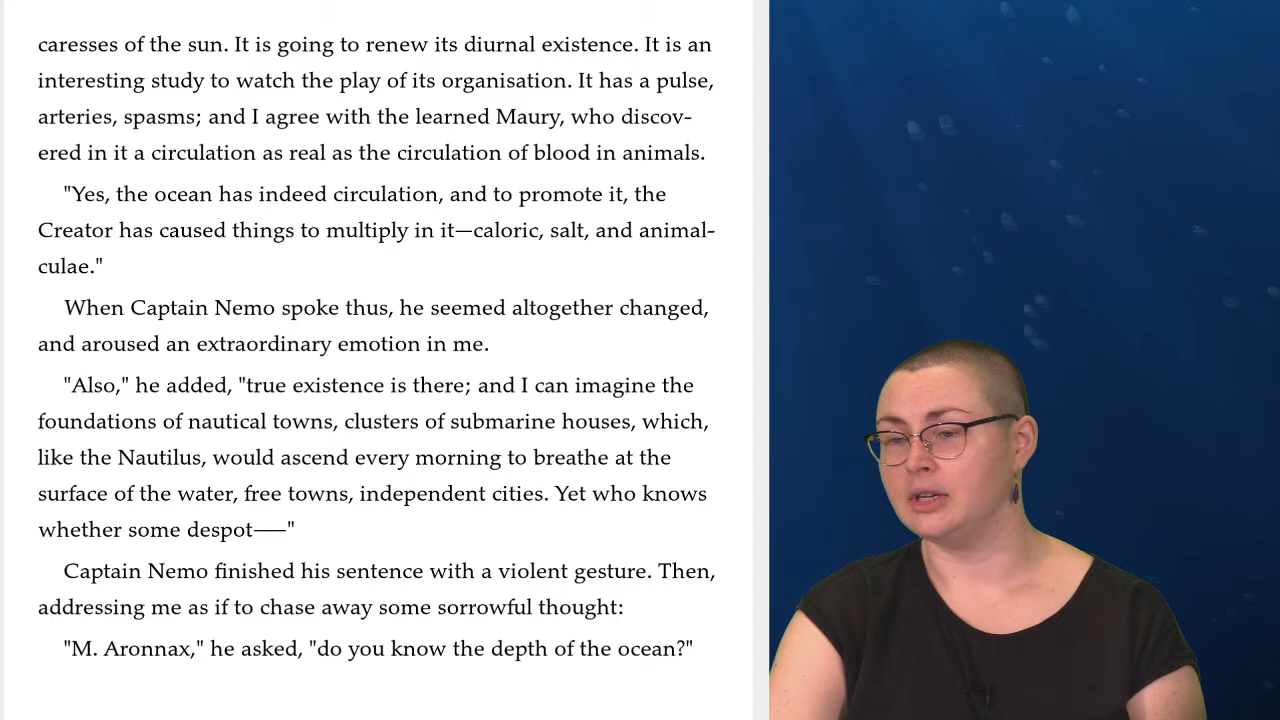 caresses of the sun. It is going to renew its diurnal existence. It is an
interesting study to watch the play of its organisation. It has a pulse,
arteries, spasms; and I agree with the learned Maury, who discov-
ered in it a circulation as real as the circulation of blood in animals.
"Yes, the ocean has indeed circulation, and to promote it, the
Creator has caused things to multiply in it—caloric, salt, and animal-
culae."
When Captain Nemo spoke thus, he seemed altogether changed,
and aroused an extraordinary emotion in me.
"Also," he added, "true existence is there; and I can imagine the
foundations of nautical towns, clusters of submarine houses, which,
like the Nautilus, would ascend every morning to breathe at the
surface of the water, free towns, independent cities. Yet who knows
whether some despot——"
Captain Nemo finished his sentence with a violent gesture. Then,
addressing me as if to chase away some sorrowful thought:
"M. Aronnax," he asked, "do you know the depth of the ocean?"